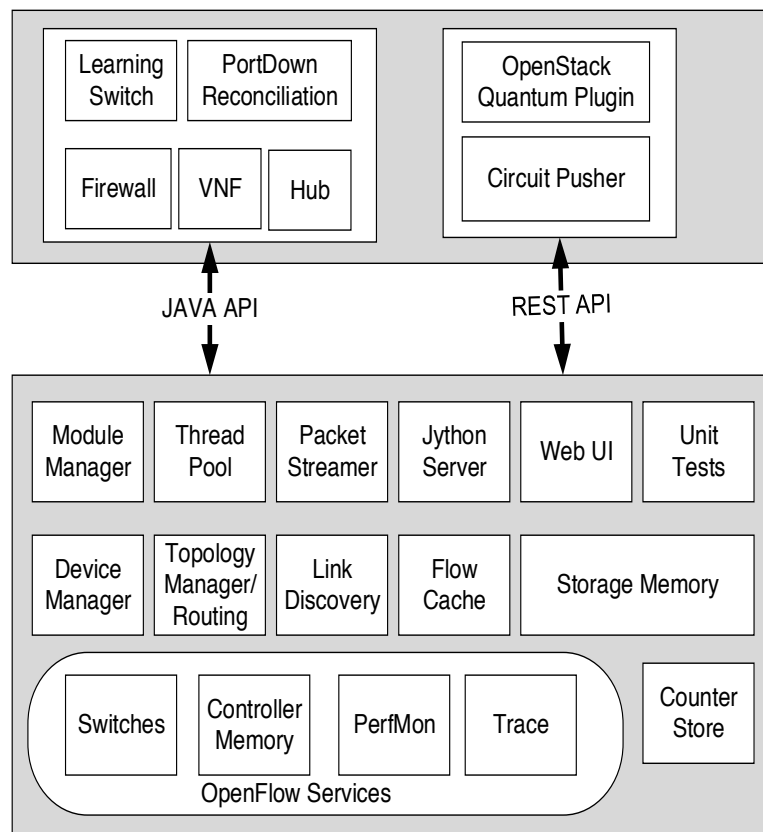 Learning
Switch
PortDown
Reconciliation
Firewall
VNF
Hub
OpenStack
Quantum Plugin
Circuit Pusher
JAVA API
REST API
Module
Manager
Thread
Pool
Packet
Streamer
Jython
Server
Web UI
Unit
Tests
Device
Manager
Topology
Manager/
Routing
Link
Discovery
Flow
Cache
Storage Memory
Switches
Controller
Memory
PerfMon
Trace
OpenFlow Services
Counter
Store